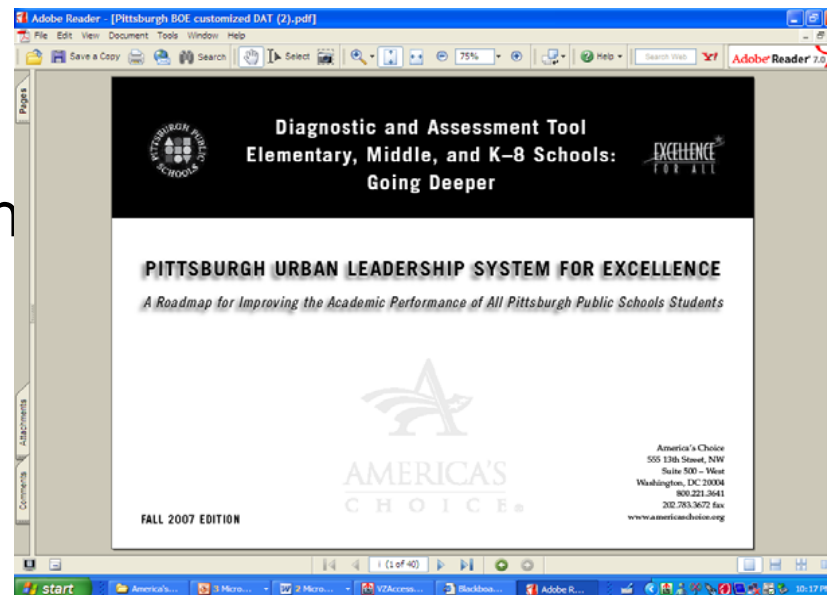 Adobe Reader - [Pittsburgh BOE customized DAT (2).pdf]
File Edit View Document Tools Window Help
Save a Copy Search Select 75% Help Search Web Y! Adobe Reader 7.0
Pages
PITTSBURGH PUBLIC SCHOOLS
Diagnostic and Assessment Tool
Elementary, Middle, and K–8 Schools:
Going Deeper
EXCELLENCE
FOR ALL
PITTSBURGH URBAN LEADERSHIP SYSTEM FOR EXCELLENCE
A Roadmap for Improving the Academic Performance of All Pittsburgh Public Schools Students
Attachments
Comments
AMERICA'S
CHOICE®
America's Choice
555 13th Street, NW
Suite 500 – West
Washington, DC 20004
800.221.3641
202.783.3672 fax
www.americaschoice.org
FALL 2007 EDITION
i (1 of 40)
start America's... 3 Micro... 2 Micro... VZAccess... Blackboa... Adobe R... 10:17 PM